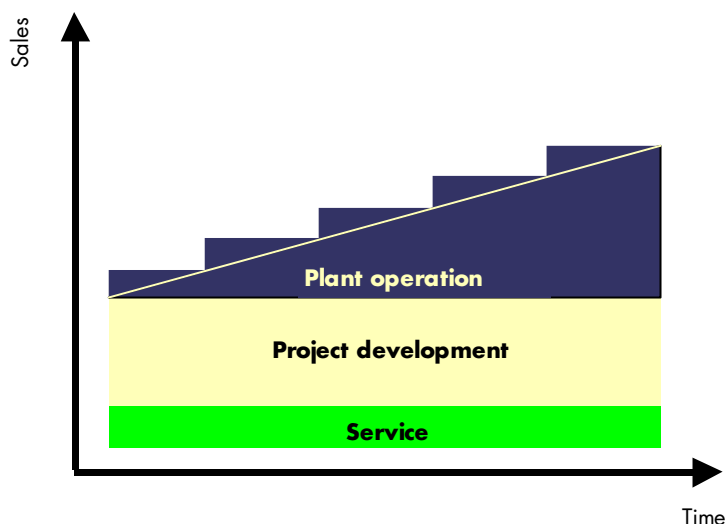 Sales
Plant operation
Project development
Service
Time